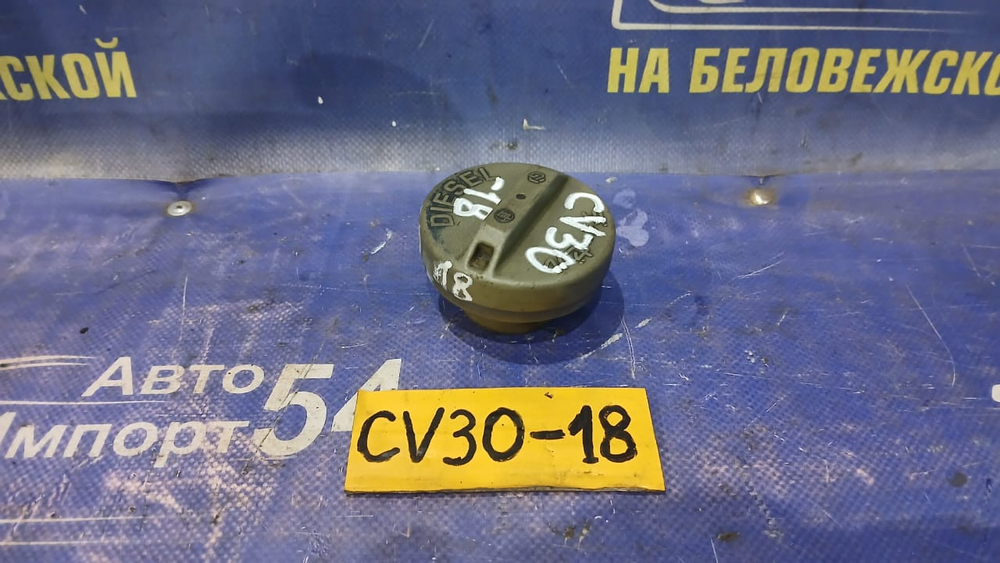 СКОЙ
НА БЕЛОВЕЖСКО
DIESEL
-18
CV30
18
Авто
Импорт 54
CV30-18